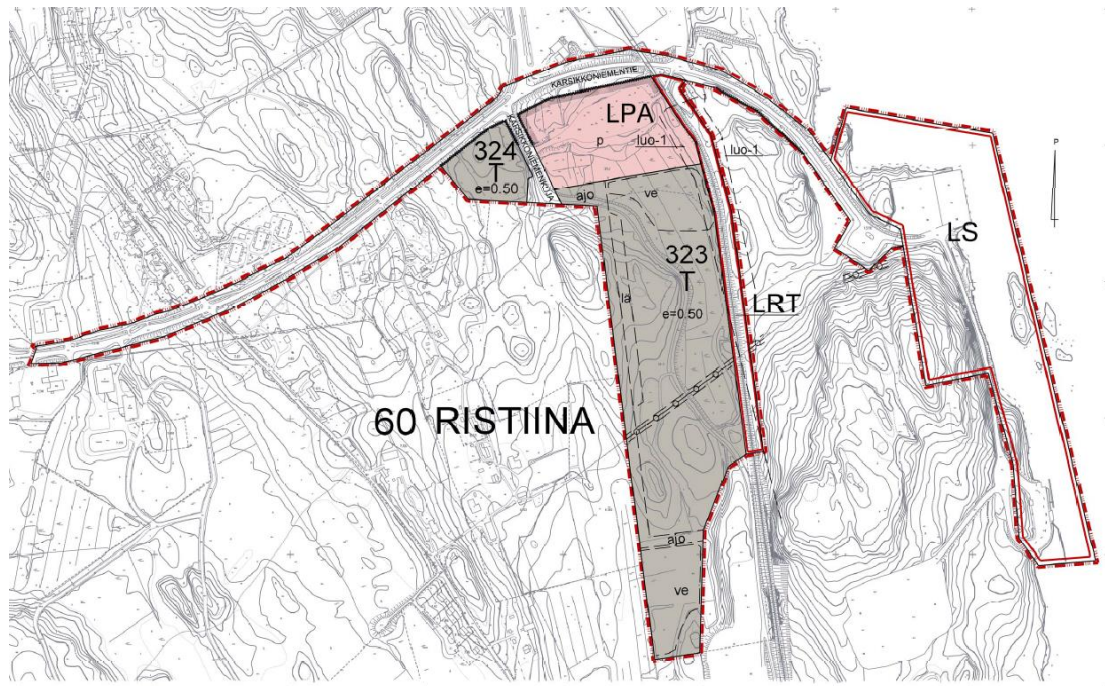 KARSIKKONIEMENTIE
LPA
p
luo-1
luo-1
KARSIKKONIEMENKUJA
324
T
e=0.50
P
LS
ajo
ve
323
T
e=0.50
la
LRT
60 RISTIINA
ajo
ve